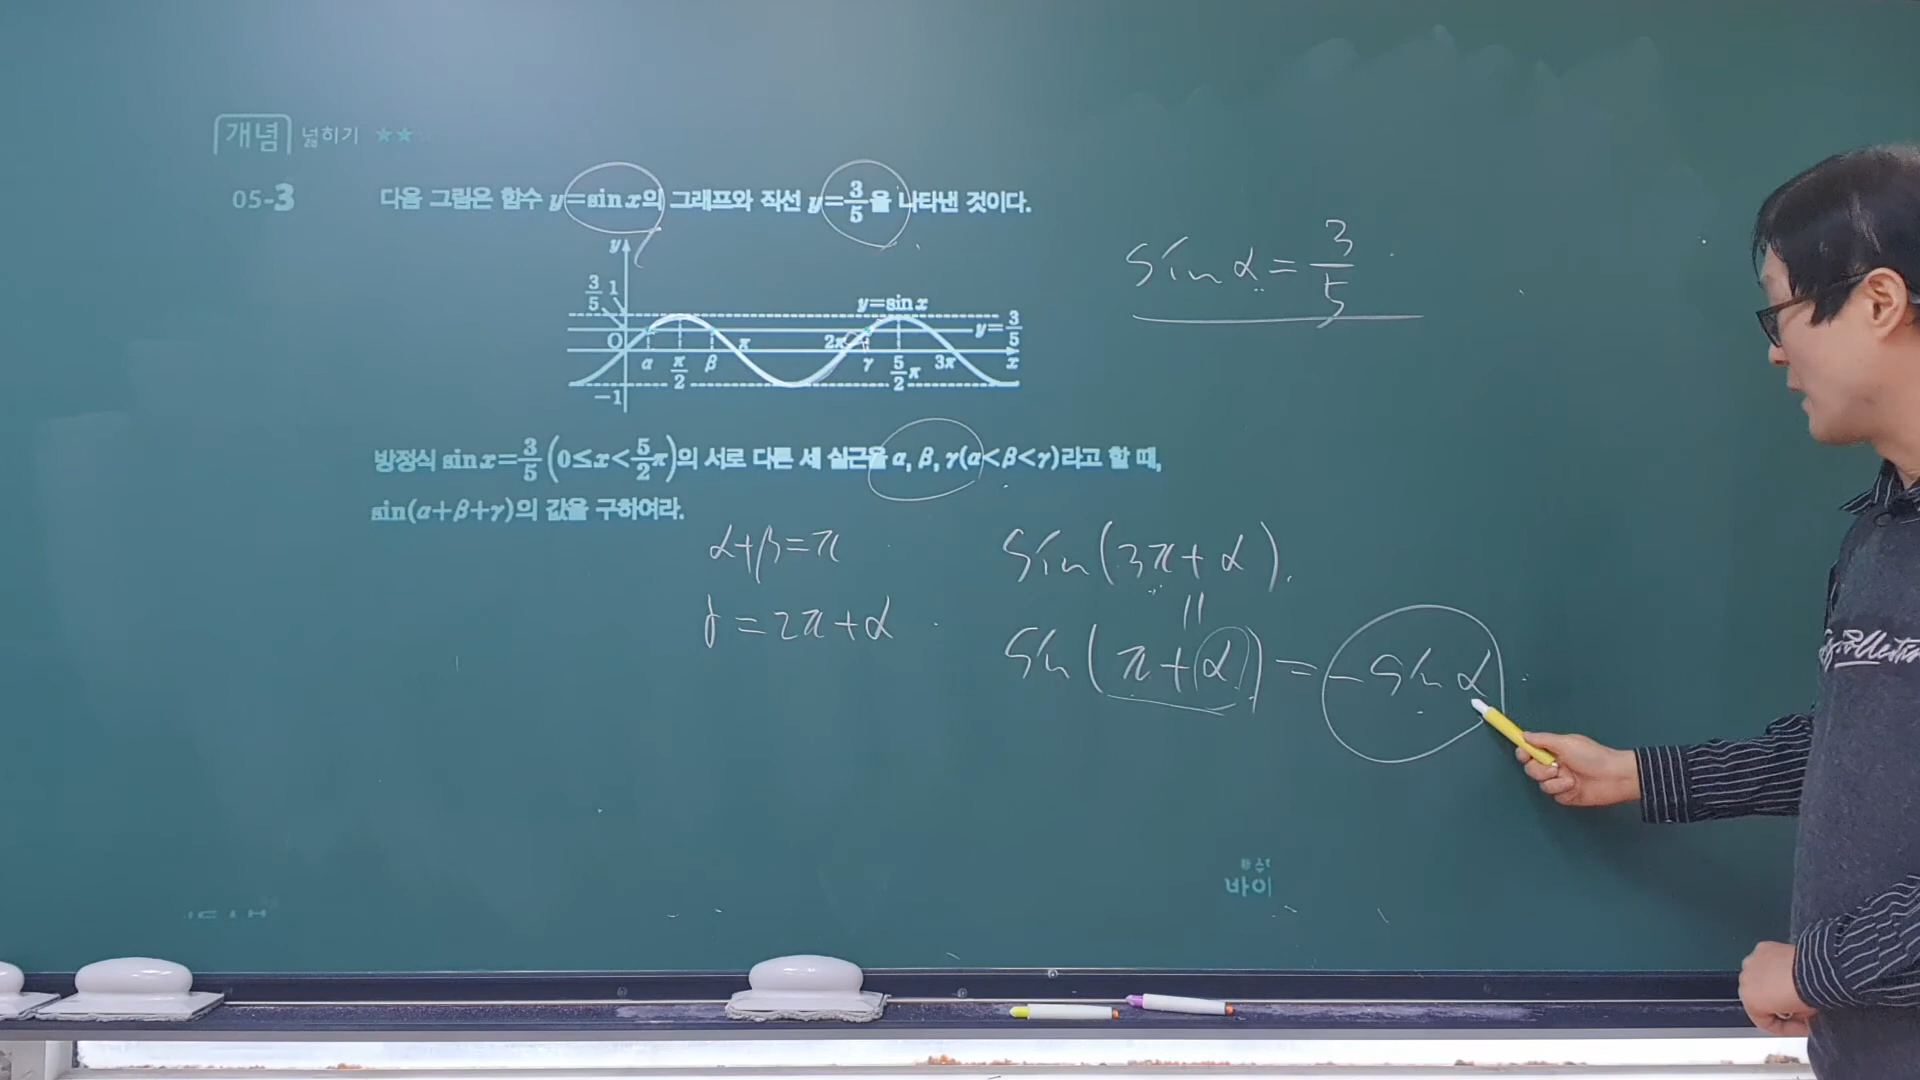 개념 넓히기 ★★
05-3 다음 그림은 함수 y=sin x의 그래프와 직선 y=3/5을 나타낸 것이다.
y
3/5 1
y=sin x
y=3/5
O α π/2 β π 2π γ 5/2π 3π x
-1
방정식 sin x=3/5 (0≤x<5/2π)의 서로 다른 세 실근을 α, β, γ(α<β<γ)라고 할 때,
sin(α+β+γ)의 값을 구하여라.
sin α = 3/5
α+β=π
γ=2π+α
sin(3π+α).
=
sin(π+α) = -sin α
바이